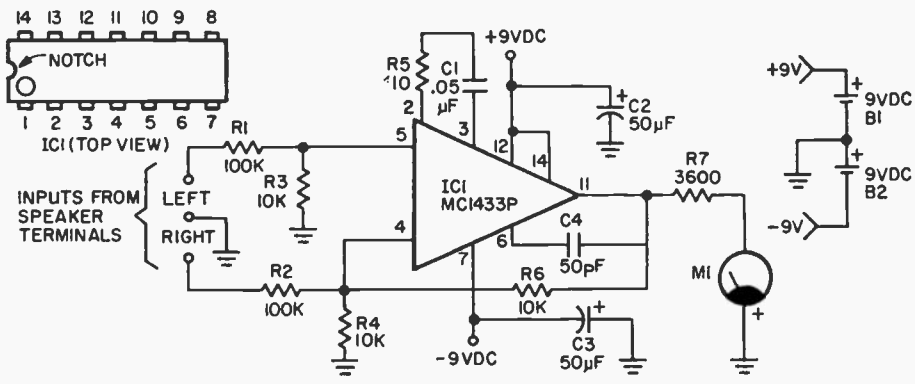 14 13 12 11 10 9 8
NOTCH
1 2 3 4 5 6 7
IC1 (TOP VIEW)
INPUTS FROM
SPEAKER
TERMINALS
LEFT
RIGHT
R1
100K
R3
10K
R2
100K
R4
10K
R5
10
C1
.05
μF
2
3
5
4
IC1
MC1433P
12
14
11
6
7
+9VDC
+
C2
50μF
C4
50pF
R6
10K
-9VDC
+
C3
50μF
R7
3600
M1
+
+9V
+
9VDC
B1
+
9VDC
B2
-9V